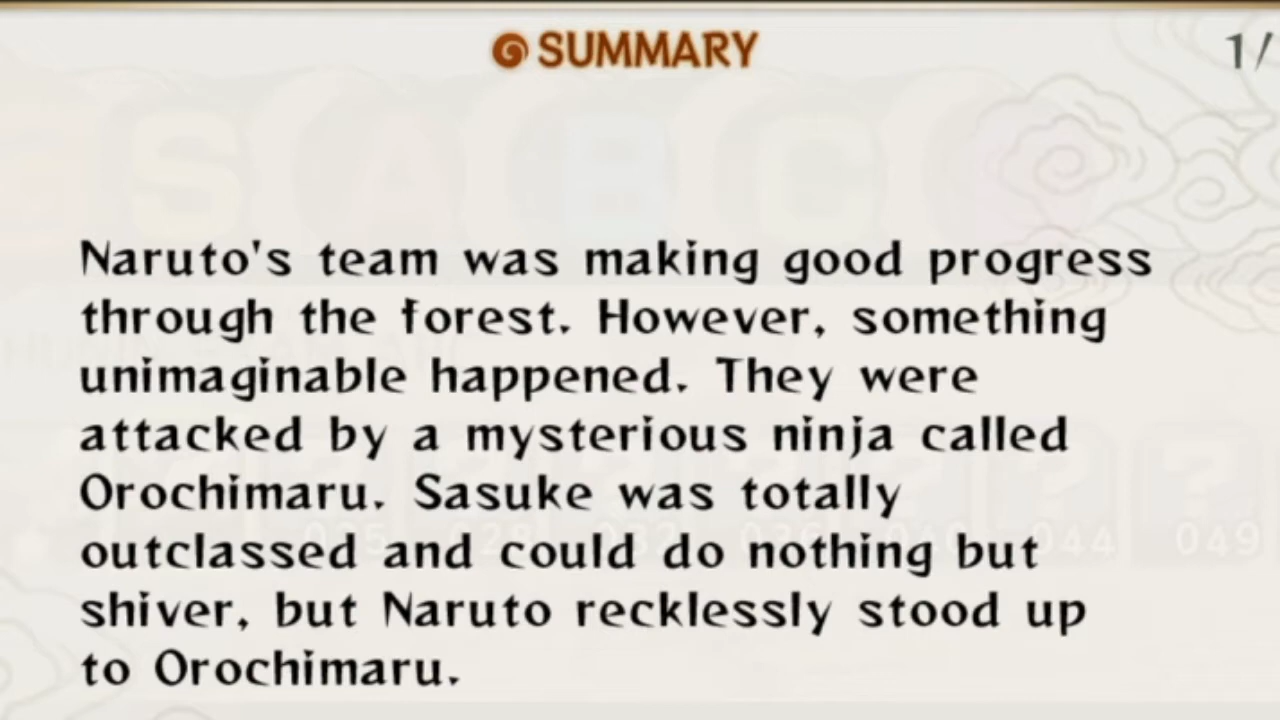 SUMMARY
1/
Naruto's team was making good progress
through the forest. However, something
unimaginable happened. They were
attacked by a mysterious ninja called
Orochimaru. Sasuke was totally
outclassed and could do nothing but
shiver, but Naruto recklessly stood up
to Orochimaru.
044
049